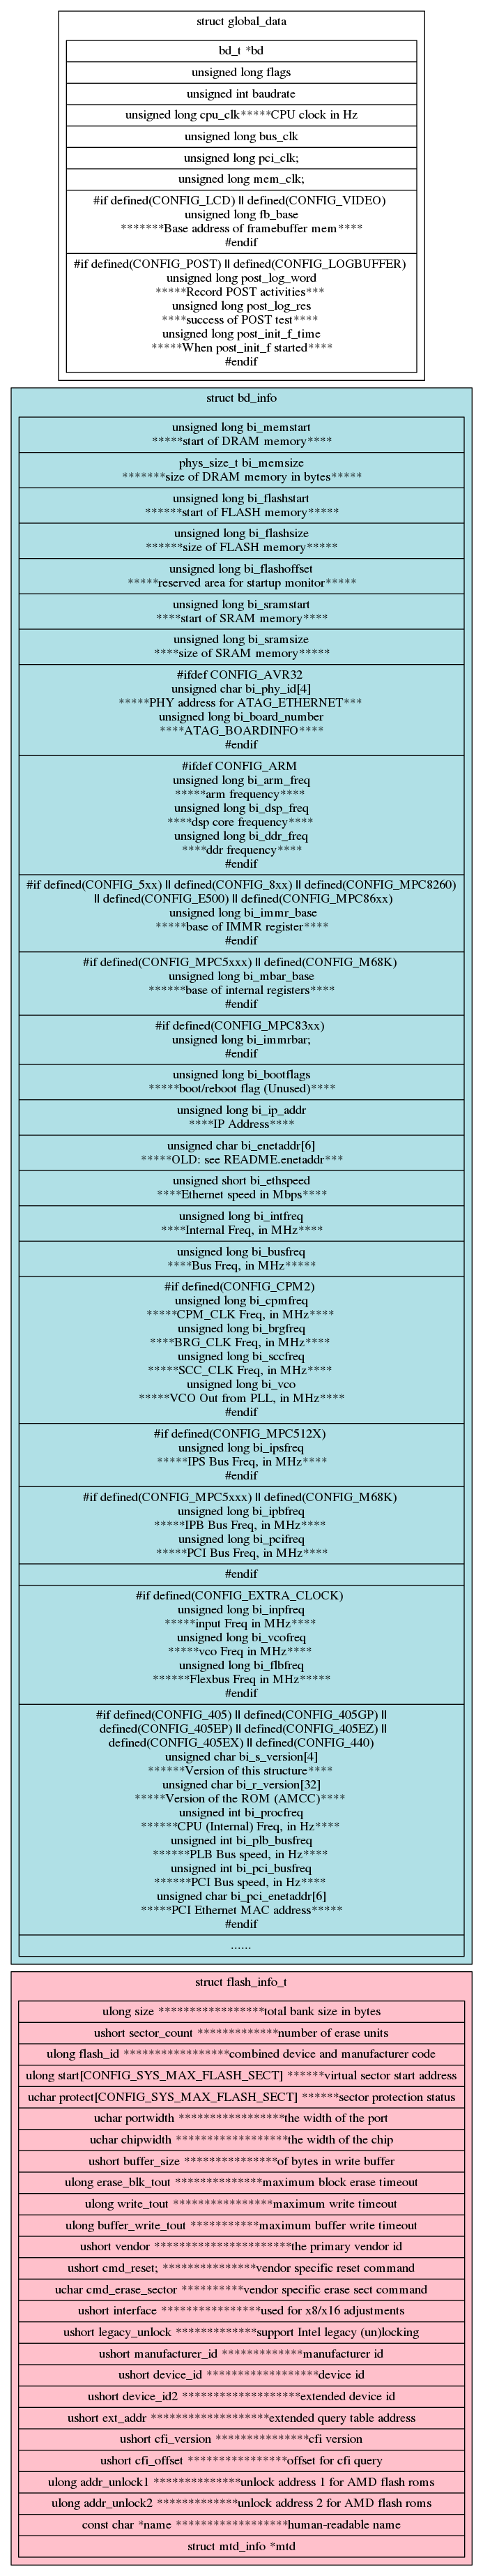 struct global_data
bd_t *bd
unsigned long flags
unsigned int baudrate
unsigned long cpu_clk*****CPU clock in Hz
unsigned long bus_clk
unsigned long pci_clk;
unsigned long mem_clk;
#if defined(CONFIG_LCD) || defined(CONFIG_VIDEO)
unsigned long fb_base
*******Base address of framebuffer mem****
#endif
#if defined(CONFIG_POST) || defined(CONFIG_LOGBUFFER)
unsigned long post_log_word
*****Record POST activities***
unsigned long post_log_res
****success of POST test****
unsigned long post_init_f_time
*****When post_init_f started****
#endif
struct bd_info
unsigned long bi_memstart
*****start of DRAM memory****
phys_size_t bi_memsize
*******size of DRAM memory in bytes*****
unsigned long bi_flashstart
******start of FLASH memory*****
unsigned long bi_flashsize
******size of FLASH memory*****
unsigned long bi_flashoffset
*****reserved area for startup monitor*****
unsigned long bi_sramstart
****start of SRAM memory****
unsigned long bi_sramsize
****size of SRAM memory*****
#ifdef CONFIG_AVR32
unsigned char bi_phy_id[4]
*****PHY address for ATAG_ETHERNET***
unsigned long bi_board_number
****ATAG_BOARDINFO****
#endif
#ifdef CONFIG_ARM
unsigned long bi_arm_freq
*****arm frequency****
unsigned long bi_dsp_freq
****dsp core frequency****
unsigned long bi_ddr_freq
****ddr frequency****
#endif
#if defined(CONFIG_5xx) || defined(CONFIG_8xx) || defined(CONFIG_MPC8260)
|| defined(CONFIG_E500) || defined(CONFIG_MPC86xx)
unsigned long bi_immr_base
*****base of IMMR register****
#endif
#if defined(CONFIG_MPC5xxx) || defined(CONFIG_M68K)
unsigned long bi_mbar_base
******base of internal registers****
#endif
#if defined(CONFIG_MPC83xx)
unsigned long bi_immrbar;
#endif
unsigned long bi_bootflags
*****boot/reboot flag (Unused)****
unsigned long bi_ip_addr
****IP Address****
unsigned char bi_enetaddr[6]
*****OLD: see README.enetaddr***
unsigned short bi_ethspeed
****Ethernet speed in Mbps****
unsigned long bi_intfreq
****Internal Freq, in MHz****
unsigned long bi_busfreq
****Bus Freq, in MHz*****
#if defined(CONFIG_CPM2)
unsigned long bi_cpmfreq
*****CPM_CLK Freq, in MHz****
unsigned long bi_brgfreq
****BRG_CLK Freq, in MHz****
unsigned long bi_sccfreq
*****SCC_CLK Freq, in MHz****
unsigned long bi_vco
*****VCO Out from PLL, in MHz****
#endif
#if defined(CONFIG_MPC512X)
unsigned long bi_ipsfreq
*****IPS Bus Freq, in MHz****
#endif
#if defined(CONFIG_MPC5xxx) || defined(CONFIG_M68K)
unsigned long bi_ipbfreq
*****IPB Bus Freq, in MHz****
unsigned long bi_pcifreq
*****PCI Bus Freq, in MHz****
#endif
#if defined(CONFIG_EXTRA_CLOCK)
unsigned long bi_inpfreq
*****input Freq in MHz****
unsigned long bi_vcofreq
*****vco Freq in MHz****
unsigned long bi_flbfreq
******Flexbus Freq in MHz*****
#endif
#if defined(CONFIG_405) || defined(CONFIG_405GP) ||
defined(CONFIG_405EP) || defined(CONFIG_405EZ) ||
defined(CONFIG_405EX) || defined(CONFIG_440)
unsigned char bi_s_version[4]
******Version of this structure****
unsigned char bi_r_version[32]
*****Version of the ROM (AMCC)****
unsigned int bi_procfreq
******CPU (Internal) Freq, in Hz****
unsigned int bi_plb_busfreq
******PLB Bus speed, in Hz****
unsigned int bi_pci_busfreq
******PCI Bus speed, in Hz****
unsigned char bi_pci_enetaddr[6]
*****PCI Ethernet MAC address*****
#endif
......
struct flash_info_t
ulong size *****************total bank size in bytes
ushort sector_count *************number of erase units
ulong flash_id *****************combined device and manufacturer code
ulong start[CONFIG_SYS_MAX_FLASH_SECT] ******virtual sector start address
uchar protect[CONFIG_SYS_MAX_FLASH_SECT] ******sector protection status
uchar portwidth *****************the width of the port
uchar chipwidth ******************the width of the chip
ushort buffer_size ***************of bytes in write buffer
ulong erase_blk_tout **************maximum block erase timeout
ulong write_tout ****************maximum write timeout
ulong buffer_write_tout ***********maximum buffer write timeout
ushort vendor **********************the primary vendor id
ushort cmd_reset; ***************vendor specific reset command
uchar cmd_erase_sector **********vendor specific erase sect command
ushort interface ****************used for x8/x16 adjustments
ushort legacy_unlock *************support Intel legacy (un)locking
ushort manufacturer_id *************manufacturer id
ushort device_id ******************device id
ushort device_id2 *******************extended device id
ushort ext_addr *******************extended query table address
ushort cfi_version ***************cfi version
ushort cfi_offset ****************offset for cfi query
ulong addr_unlock1 **************unlock address 1 for AMD flash roms
ulong addr_unlock2 *************unlock address 2 for AMD flash roms
const char *name ******************human-readable name
struct mtd_info *mtd